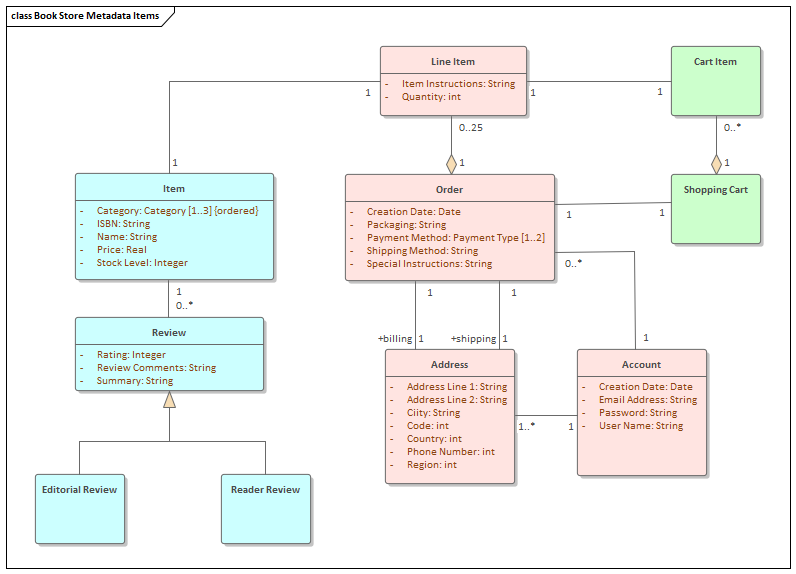 class Book Store Metadata Items
Line Item
- Item Instructions: String
- Quantity: int
Cart Item
1
1
1
1
0..25
0..*
1
1
Item
- Category: Category [1..3] {ordered}
- ISBN: String
- Name: String
- Price: Real
- Stock Level: Integer
Order
- Creation Date: Date
- Packaging: String
- Payment Method: Payment Type [1..2]
- Shipping Method: String
- Special Instructions: String
Shopping Cart
1
1
0..*
1
0..*
1
1
+billing 1
+shipping 1
1
Review
- Rating: Integer
- Review Comments: String
- Summary: String
Address
- Address Line 1: String
- Address Line 2: String
- Ciity: String
- Code: int
- Country: int
- Phone Number: int
- Region: int
1..*
1
Account
- Creation Date: Date
- Email Address: String
- Password: String
- User Name: String
Editorial Review
Reader Review